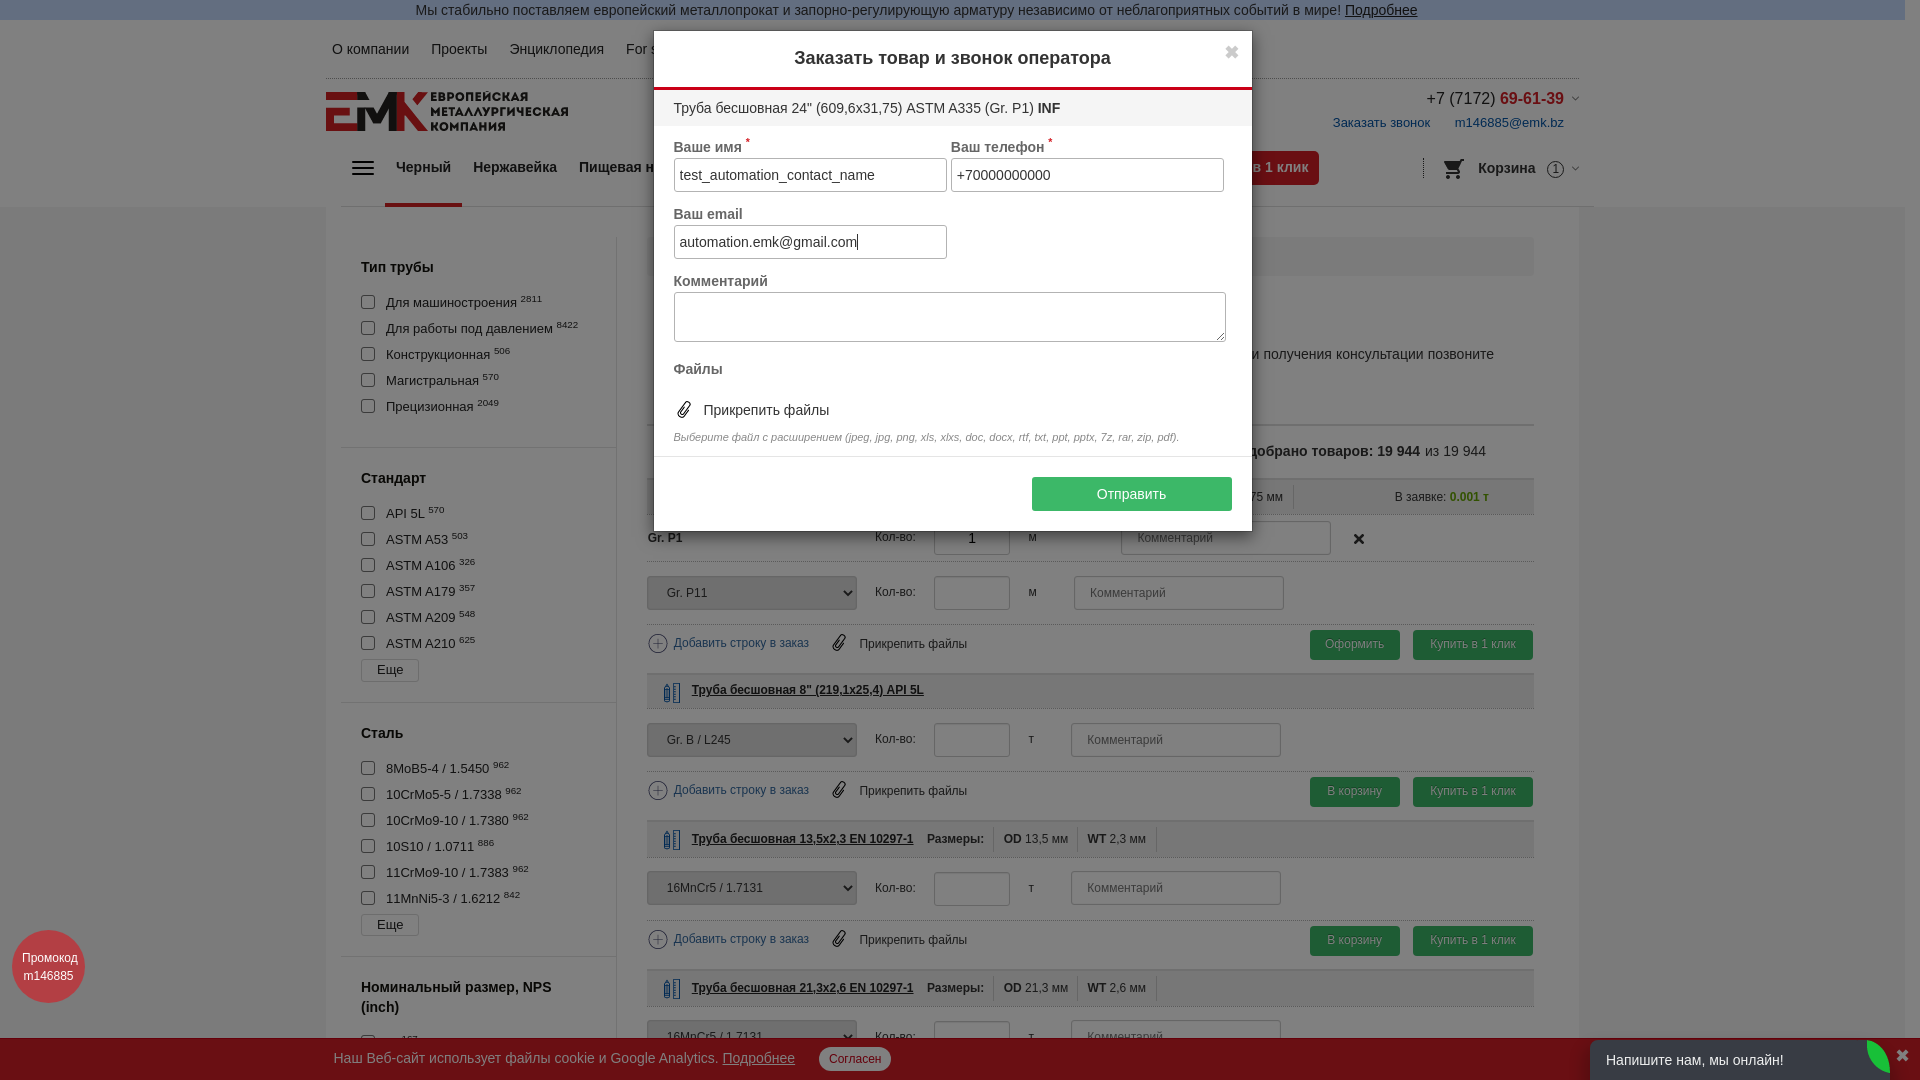 Мы стабильно поставляем европейский металлопрокат и запорно-регулирующую арматуру независимо от неблагоприятных событий в мире! Подробнее
О компании Проекты Энциклопедия For s
ЕМК ЕВРОПЕЙСКАЯ МЕТАЛЛУРГИЧЕСКАЯ КОМПАНИЯ
+7 (7172) 69-61-39
Заказать звонок m146885@emk.bz
Черный Нержавейка Пищевая н
в 1 клик
Корзина 1
Заказать товар и звонок оператора
✖
Труба бесшовная 24" (609,6x31,75) ASTM A335 (Gr. P1) INF
Ваше имя * Ваш телефон *
test_automation_contact_name +70000000000
Ваш email
automation.emk@gmail.com
Комментарий
Файлы
Прикрепить файлы
Выберите файл с расширением (jpeg, jpg, png, xls, xlxs, doc, docx, rtf, txt, ppt, pptx, 7z, rar, zip, pdf).
Отправить
Тип трубы
Для машиностроения 2811
Для работы под давлением 8422
Конструкционная 506
Магистральная 570
Прецизионная 2049
Стандарт
API 5L 570
ASTM A53 503
ASTM A106 326
ASTM A179 357
ASTM A209 548
ASTM A210 625
Еще
Сталь
8MoB5-4 / 1.5450 962
10CrMo5-5 / 1.7338 962
10CrMo9-10 / 1.7380 962
10S10 / 1.0711 886
11CrMo9-10 / 1.7383 962
11MnNi5-3 / 1.6212 842
Еще
Номинальный размер, NPS (inch)
и получения консультации позвоните
добрано товаров: 19 944 из 19 944
75 мм В заявке: 0.001 т
Gr. P1 Кол-во: 1 м Комментарий
Gr. P11 Кол-во: м Комментарий
Добавить строку в заказ Прикрепить файлы Оформить Купить в 1 клик
Труба бесшовная 8" (219,1x25,4) API 5L
Gr. B / L245 Кол-во: т Комментарий
Добавить строку в заказ Прикрепить файлы В корзину Купить в 1 клик
Труба бесшовная 13,5x2,3 EN 10297-1 Размеры: OD 13,5 мм WT 2,3 мм
16MnCr5 / 1.7131 Кол-во: т Комментарий
Добавить строку в заказ Прикрепить файлы В корзину Купить в 1 клик
Труба бесшовная 21,3x2,6 EN 10297-1 Размеры: OD 21,3 мм WT 2,6 мм
16MnCr5 / 1.7131 Кол-во: т Комментарий
Промокод
m146885
Наш Веб-сайт использует файлы cookie и Google Analytics. Подробнее Согласен
Напишите нам, мы онлайн!
✖